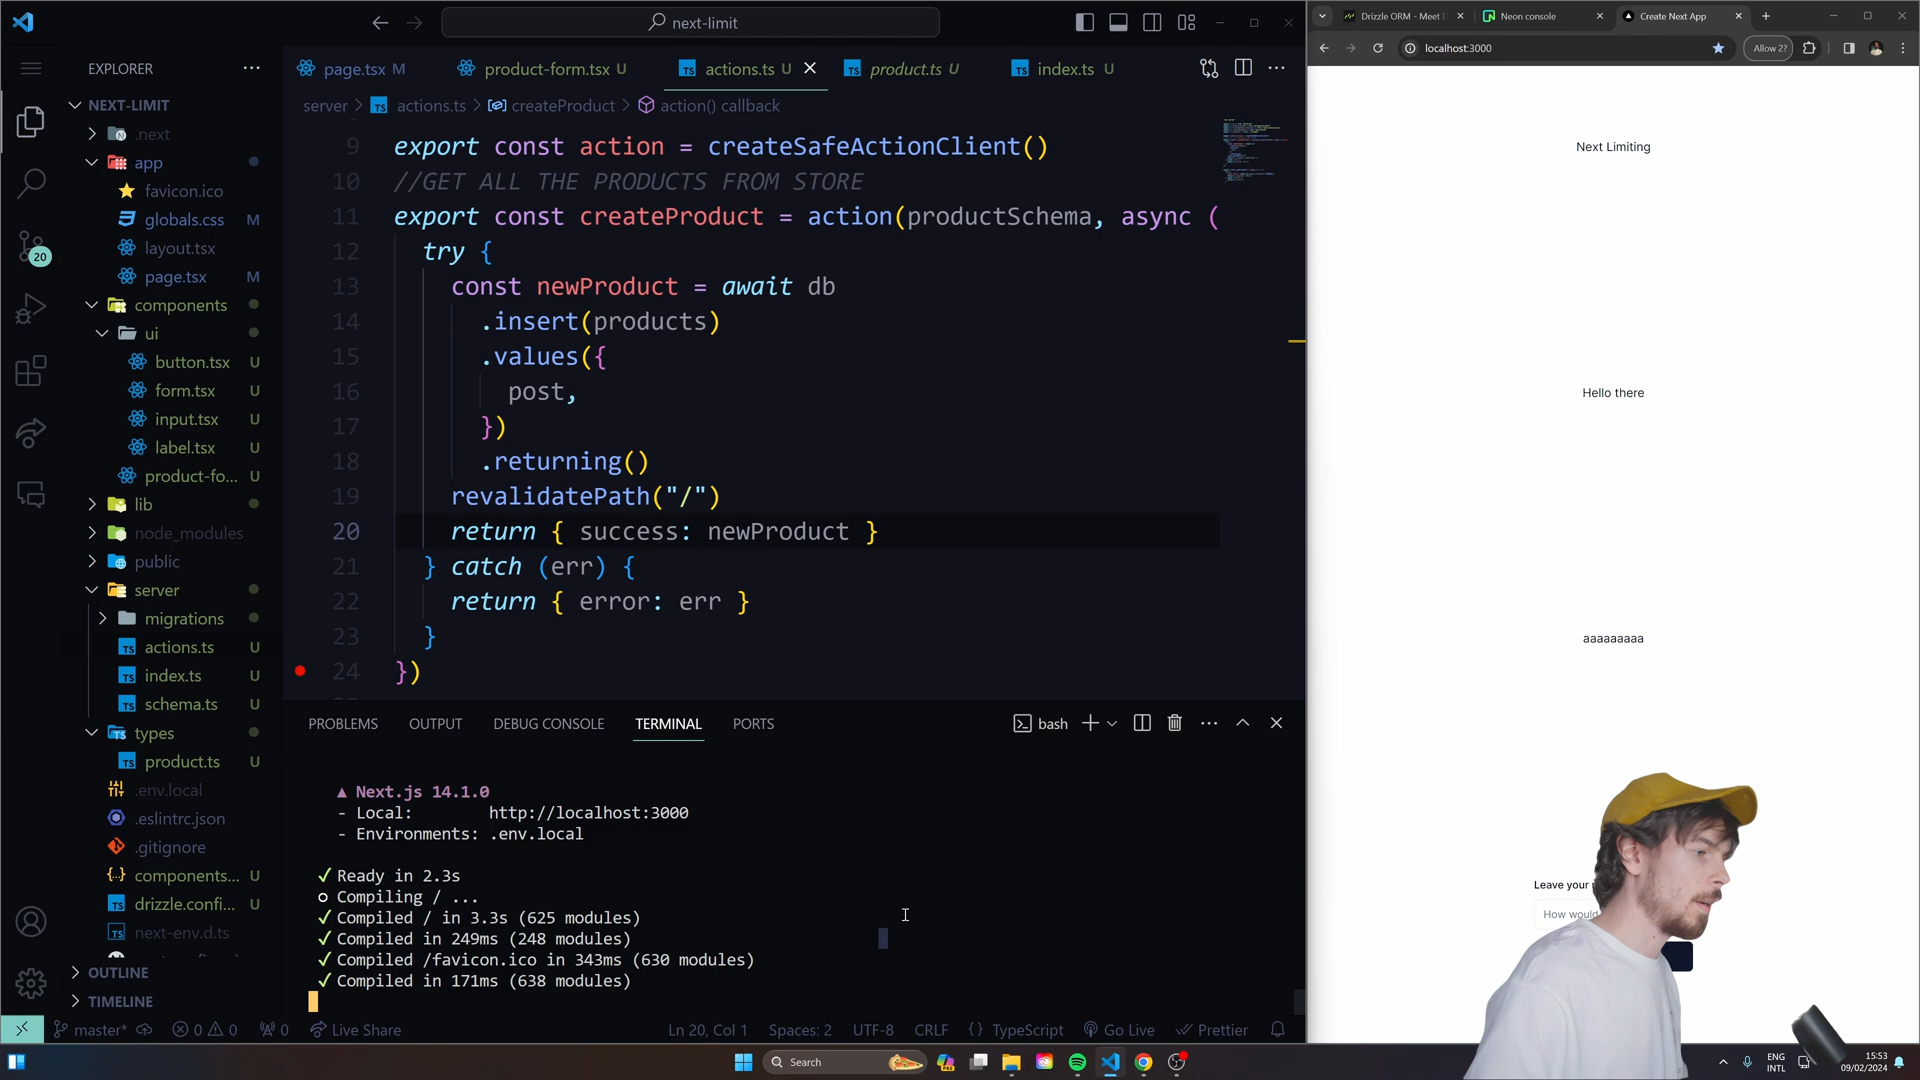 next-limit
EXPLORER
NEXT-LIMIT
.next
app
favicon.ico
globals.css M
layout.tsx
page.tsx M
components
ui
button.tsx U
form.tsx U
input.tsx U
label.tsx U
product-fo... U
lib
node_modules
public
server
migrations
actions.ts U
index.ts U
schema.ts U
types
product.ts U
.env.local
.eslintrc.json
.gitignore
components... U
drizzle.confi... U
next-env.d.ts
OUTLINE
TIMELINE
20
page.tsx M
product-form.tsx U
actions.ts U
product.ts U
index.ts U
server > actions.ts > createProduct > action() callback
9 export const action = createSafeActionClient()
10 //GET ALL THE PRODUCTS FROM STORE
11 export const createProduct = action(productSchema, async (
12 try {
13 const newProduct = await db
14 .insert(products)
15 .values({
16 post,
17 })
18 .returning()
19 revalidatePath("/")
20 return { success: newProduct }
21 } catch (err) {
22 return { error: err }
23 }
24 })
PROBLEMS OUTPUT DEBUG CONSOLE TERMINAL PORTS
bash
▲ Next.js 14.1.0
- Local: http://localhost:3000
- Environments: .env.local
✓ Ready in 2.3s
○ Compiling / ...
✓ Compiled / in 3.3s (625 modules)
✓ Compiled in 249ms (248 modules)
✓ Compiled /favicon.ico in 343ms (630 modules)
✓ Compiled in 171ms (638 modules)
master* 0 0 0 Live Share
Ln 20, Col 1 Spaces: 2 UTF-8 CRLF {} TypeScript Go Live Prettier
Drizzle ORM - Meet
Neon console
Create Next App
localhost:3000
Allow 2?
Next Limiting
Hello there
aaaaaaaaa
Leave your
How would
Search
ENG
INTL
15:53
09/02/2024